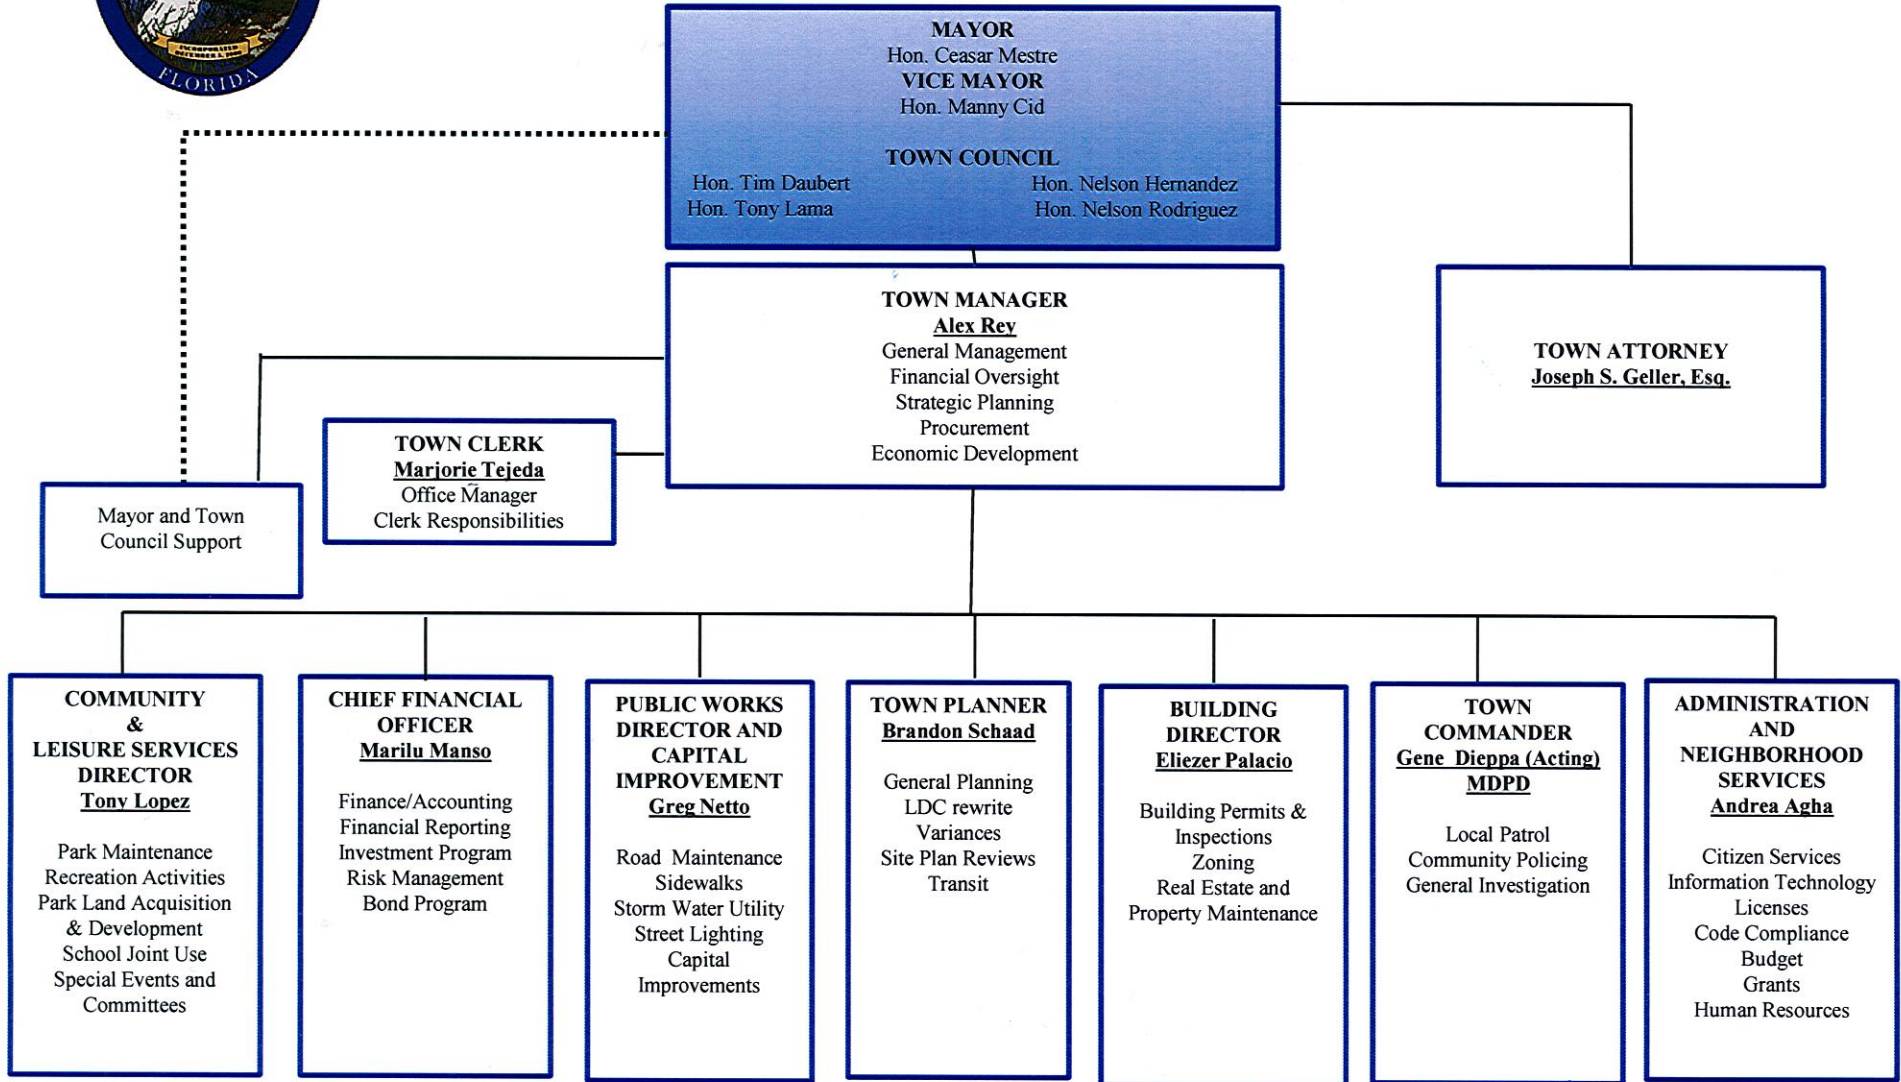 INCORPORATED
DECEMBER 5, 2000
FLORIDA
MAYOR
Hon. Ceasar Mestre
VICE MAYOR
Hon. Manny Cid
TOWN COUNCIL
Hon. Tim Daubert Hon. Nelson Hernandez
Hon. Tony Lama Hon. Nelson Rodriguez
TOWN MANAGER
Alex Rey
General Management
Financial Oversight
Strategic Planning
Procurement
Economic Development
TOWN ATTORNEY
Joseph S. Geller, Esq.
TOWN CLERK
Marjorie Tejeda
Office Manager
Clerk Responsibilities
Mayor and Town
Council Support
COMMUNITY
&
LEISURE SERVICES
DIRECTOR
Tony Lopez
Park Maintenance
Recreation Activities
Park Land Acquisition
& Development
School Joint Use
Special Events and
Committees
CHIEF FINANCIAL
OFFICER
Marilu Manso
Finance/Accounting
Financial Reporting
Investment Program
Risk Management
Bond Program
PUBLIC WORKS
DIRECTOR AND
CAPITAL
IMPROVEMENT
Greg Netto
Road Maintenance
Sidewalks
Storm Water Utility
Street Lighting
Capital
Improvements
TOWN PLANNER
Brandon Schaad
General Planning
LDC rewrite
Variances
Site Plan Reviews
Transit
BUILDING
DIRECTOR
Eliezer Palacio
Building Permits &
Inspections
Zoning
Real Estate and
Property Maintenance
TOWN
COMMANDER
Gene Dieppa (Acting)
MDPD
Local Patrol
Community Policing
General Investigation
ADMINISTRATION
AND
NEIGHBORHOOD
SERVICES
Andrea Agha
Citizen Services
Information Technology
Licenses
Code Compliance
Budget
Grants
Human Resources